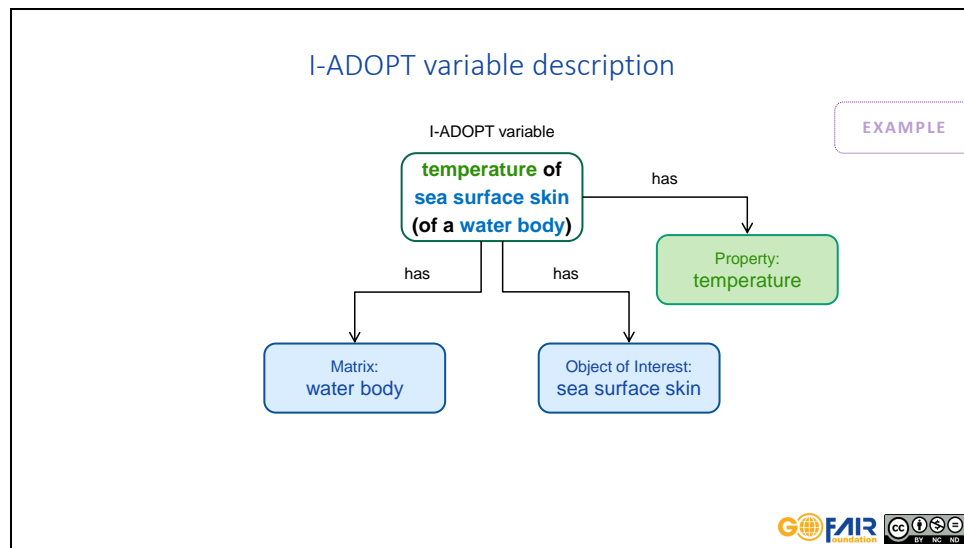 I-ADOPT variable description
EXAMPLE
I-ADOPT variable
temperature of
sea surface skin
(of a water body)
has
Property:
temperature
has
has
Matrix:
water body
Object of Interest:
sea surface skin
GO FAIR
Foundation
cc
BY NC ND